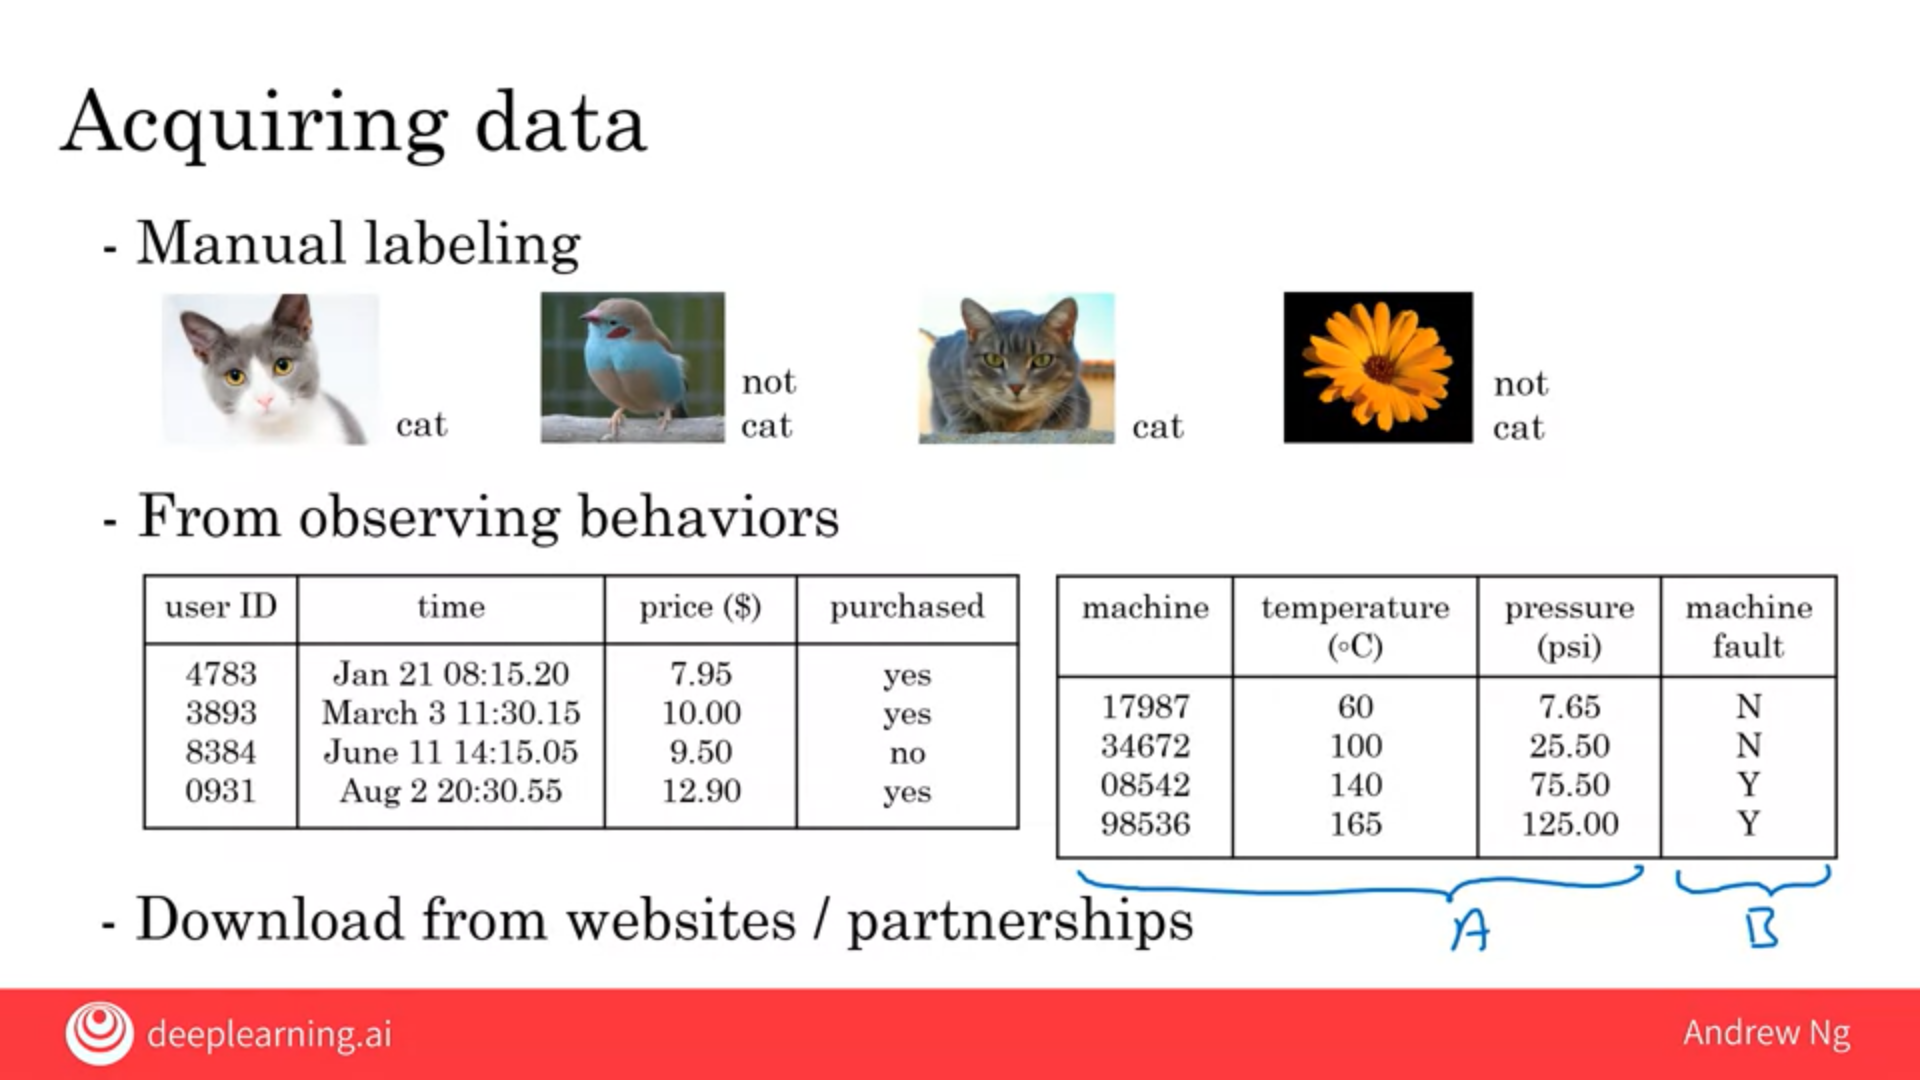 Acquiring data
- Manual labeling
cat
not
cat
cat
not
cat
- From observing behaviors
user ID time price ($) purchased
4783 Jan 21 08:15.20 7.95 yes
3893 March 3 11:30.15 10.00 yes
8384 June 11 14:15.05 9.50 no
0931 Aug 2 20:30.55 12.90 yes
machine temperature pressure machine
(°C) (psi) fault
17987 60 7.65 N
34672 100 25.50 N
08542 140 75.50 Y
98536 165 125.00 Y
A B
- Download from websites / partnerships
deeplearning.ai
Andrew Ng